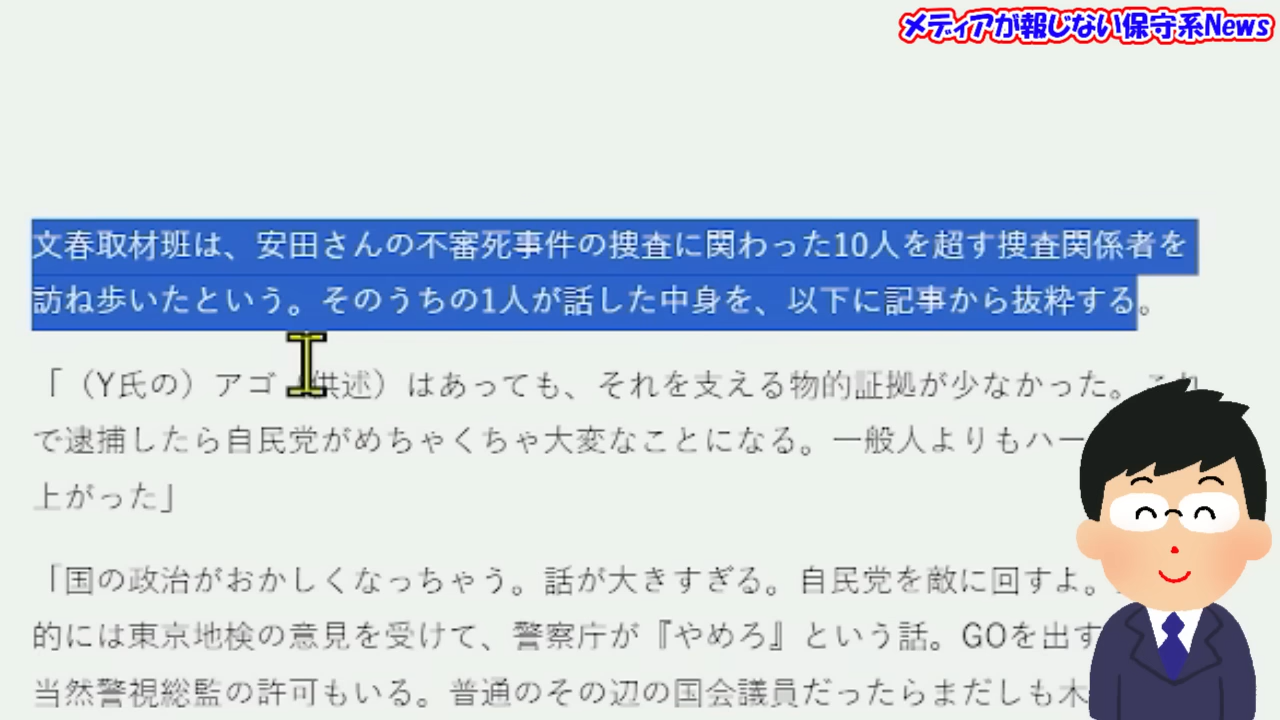 メディアが報じない保守系News
文春取材班は、安田さんの不審死事件の捜査に関わった10人を超す捜査関係者を
訪ね歩いたという。そのうちの1人が話した中身を、以下に記事から抜粋する。
「（Y氏の）アゴ（供述）はあっても、それを支える物的証拠が少なかった。これ
で逮捕したら自民党がめちゃくちゃ大変なことになる。一般人よりもハー
上がった」
「国の政治がおかしくなっちゃう。話が大きすぎる。自民党を敵に回すよ。
的には東京地検の意見を受けて、警察庁が『やめろ』という話。GOを出す
当然警視総監の許可もいる。普通のその辺の国会議員だったらまだしも木